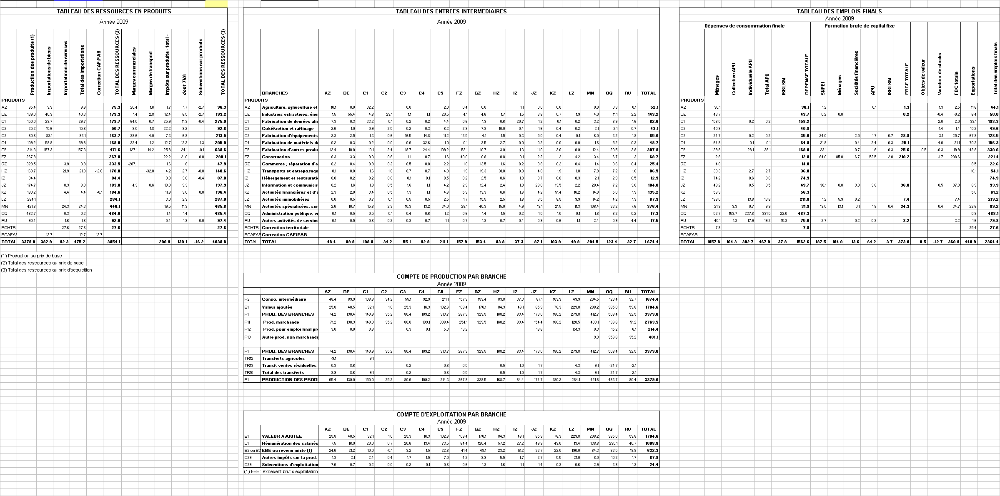 TABLEAU DES RESSOURCES EN PRODUITS
Année 2009
Production des produits (1) Importations de biens Importations de services Total des importations Correction CAF/FAB TOTAL DES RESSOURCES (2) Marges commerciales Marges de transport Impôts sur produits - total - dont TVA Subventions sur produits TOTAL DES RESSOURCES (3)
PRODUITS
AZ 65.4 9.9 9.9 75.3 20.4 1.6 1.7 1.7 -2.7 96.3
DE 139.0 40.3 40.3 179.3 1.4 2.8 12.4 6.5 -2.7 193.2
C1 150.0 29.7 29.7 179.7 64.0 6.7 25.9 11.9 -0.4 275.9
C2 35.2 15.6 15.6 50.7 8.0 1.8 32.3 8.2 92.8
C3 80.6 83.1 83.1 163.7 38.6 4.0 7.3 6.8 213.5
C4 109.2 59.8 59.8 169.0 23.4 1.2 12.7 12.2 -1.3 205.0
C5 314.3 157.3 157.3 471.6 127.1 14.2 25.8 24.1 -0.1 638.6
FZ 267.8 267.8 22.2 21.0 0.0 290.1
GZ 329.5 3.9 3.9 333.5 -287.1 1.6 1.6 47.9
HZ 168.7 21.9 21.9 -12.6 178.0 -32.8 4.2 2.7 -8.8 140.6
IZ 84.4 84.4 3.8 3.6 -0.4 87.8
JZ 174.7 8.3 8.3 183.0 4.3 0.6 10.0 9.3 197.9
KZ 180.2 4.4 4.4 -0.1 184.6 11.9 3.0 0.0 196.4
LZ 284.1 284.1 3.0 2.9 287.0
MN 421.8 24.3 24.3 446.1 19.5 11.3 465.6
OQ 483.7 0.3 0.3 484.0 1.4 1.4 485.4
RU 90.4 1.6 1.6 92.0 5.4 1.9 0.0 97.4
PCHTR 27.6 27.6 27.6 27.6
PCAFAB -12.7 -12.7 12.7
TOTAL 3379.0 382.9 92.3 475.2 3854.1 200.9 130.1 -16.2 4038.8
(1) Production au prix de base
(2) Total des ressources au prix de base
(3) Total des ressources au prix d'acquisition
TABLEAU DES ENTREES INTERMEDIAIRES
Année 2009
BRANCHES AZ DE C1 C2 C3 C4 C5 FZ GZ HZ IZ JZ KZ LZ MN OQ RU TOTAL
PRODUITS
AZ Agriculture, sylviculture et 16.1 0.0 32.2 0.0 2.0 0.4 0.0 1.1 0.0 0.0 0.0 0.3 0.1 52.1
DE Industries extractives, éner 1.5 55.4 4.8 23.1 1.1 1.1 20.5 4.1 4.6 1.7 1.5 3.8 0.7 1.9 4.0 11.1 2.2 143.2
C1 Fabrication de denrées alin 7.3 0.3 33.2 0.1 0.2 0.2 4.4 0.6 1.9 0.6 20.7 1.2 0.1 0.2 3.2 6.9 1.6 82.6
C2 Cokéfaction et raffinage 2.6 1.0 0.9 2.5 0.2 0.3 6.3 2.9 7.8 10.0 0.4 1.6 0.4 0.2 3.1 2.1 0.7 43.1
C3 Fabrication d'équipements 2.3 2.5 1.3 0.6 16.5 14.8 11.2 13.5 4.1 1.5 0.3 5.0 0.4 0.1 6.0 3.2 1.8 85.0
C4 Fabrication de matériels de 0.2 0.3 0.2 0.0 0.6 32.6 1.0 0.1 3.5 2.7 0.0 0.2 0.0 0.0 1.6 5.2 0.3 48.7
C5 Fabrication d'autres produ 12.4 10.0 10.1 2.4 19.7 24.4 109.2 53.1 10.7 3.9 1.3 11.0 2.0 0.9 12.4 20.5 3.9 307.9
FZ Construction 0.3 3.3 0.3 0.6 1.1 0.7 1.6 40.0 0.8 0.8 0.1 2.2 1.2 4.2 3.4 6.7 1.3 68.7
GZ Commerce ; réparation d'a 0.2 0.4 0.9 0.2 0.5 0.8 2.2 1.0 13.5 1.6 0.2 0.8 0.2 0.4 1.4 0.6 0.4 25.4
HZ Transports et entreposage 0.1 0.8 1.6 1.0 0.7 0.7 4.3 1.9 19.3 31.8 0.8 4.0 1.9 1.0 7.9 7.2 1.6 86.5
IZ Hébergement et restauratio 0.0 0.2 0.2 0.0 0.1 0.1 0.5 0.2 2.5 0.6 1.0 0.7 0.8 0.3 2.1 2.9 0.5 12.9
JZ Information et communicat 0.2 1.6 1.9 0.5 1.6 1.1 4.2 2.9 12.4 2.4 1.0 28.0 13.5 2.2 20.4 7.2 3.0 104.0
KZ Activités financières et d'a 2.3 2.0 3.4 0.5 1.3 1.1 4.6 5.9 13.3 6.6 1.6 4.2 51.4 16.2 14.0 5.0 1.9 135.2
LZ Activités immobilières 0.0 0.5 0.7 0.1 0.5 0.5 2.5 1.7 15.5 2.5 1.8 3.5 8.5 9.9 14.2 4.2 1.3 67.9
MN Activités spécialisées, scie 2.6 10.7 15.8 2.3 10.3 13.2 34.0 28.1 40.3 15.0 4.9 19.1 21.5 11.3 106.4 33.2 7.6 376.4
OQ Administration publique, en 0.1 0.5 0.5 0.1 0.4 0.6 1.2 0.6 1.4 1.5 0.2 1.0 1.0 0.1 1.8 6.2 0.2 17.3
RU Autres activités de service 0.1 0.5 0.8 0.2 0.3 0.7 1.1 0.7 1.8 0.7 0.4 0.9 0.6 1.1 2.4 0.9 4.4 17.5
PCHTR Correction territoriale
PCAFAB Correction CAF/FAB
TOTAL TOTAL 48.4 89.9 108.8 34.2 55.1 92.9 211.1 157.9 153.4 83.8 37.3 87.1 103.9 49.9 204.5 123.4 32.7 1 674.4
COMPTE DE PRODUCTION PAR BRANCHE
Année 2009
AZ DE C1 C2 C3 C4 C5 FZ GZ HZ IZ JZ KZ LZ MN OQ RU TOTAL
P2 Conso. intermédiaire 48.4 89.9 108.8 34.2 55.1 92.9 211.1 157.9 153.4 83.8 37.3 87.1 103.9 49.9 204.5 123.4 32.7 1674.4
B1 Valeur ajoutée 25.8 40.5 32.1 1.0 25.3 16.3 102.6 109.4 176.1 84.3 46.1 85.9 76.3 229.8 208.2 385.0 59.8 1704.6
P1 PROD. DES BRANCHES 74.2 130.4 140.9 35.2 80.4 109.2 313.7 267.3 329.5 168.2 83.4 173.0 180.2 279.8 412.7 508.4 92.5 3379.0
P11 Prod. marchande 71.2 130.3 140.0 35.2 80.0 109.1 308.4 254.1 329.5 168.2 83.4 154.4 180.2 128.5 403.1 136.6 51.2 2763.5
P12 Prod. pour emploi final pro 3.0 0.0 0.8 0.3 0.1 5.3 13.2 18.6 151.3 0.3 15.2 6.1 214.4
P13 Autre prod. non marchande 9.3 356.6 35.2 401.1
P1 PROD. DES BRANCHES 74.2 130.4 140.9 35.2 80.4 109.2 313.7 267.3 329.5 168.2 83.4 173.0 180.2 279.8 412.7 508.4 92.5 3379.0
TR12 Transferts agricoles -9.1 9.1
TR13 Transf. ventes résiduelles 0.3 8.6 0.2 0.6 0.5 0.5 1.0 1.7 4.3 9.1 -24.7 -2.1
TR10 Total des transferts -8.9 8.6 9.1 0.2 0.6 0.5 0.5 1.0 1.7 4.3 9.1 -24.7 -2.1
P1 PRODUCTION DES PRODU 65.4 139.0 150.0 35.2 80.6 109.2 314.3 267.8 329.5 168.7 84.4 174.7 180.2 284.1 421.8 483.7 90.4 3379.0
COMPTE D'EXPLOITATION PAR BRANCHE
Année 2009
AZ DE C1 C2 C3 C4 C5 FZ GZ HZ IZ JZ KZ LZ MN OQ RU TOTAL
B1 VALEUR AJOUTEE 25.8 40.5 32.1 1.0 25.3 16.3 102.6 109.4 176.1 84.3 46.1 85.9 76.3 229.8 208.2 385.0 59.8 1704.6
D1 Rémunération des salariés 7.5 16.9 20.0 0.7 20.6 13.4 73.5 64.4 120.4 57.2 27.2 49.9 49.0 13.4 138.8 295.1 40.7 1008.8
B2 ou B3 EBE ou revenu mixte (1) 24.6 21.2 10.0 -0.1 3.2 1.5 22.6 41.4 48.1 23.2 18.2 33.7 22.0 196.0 64.3 83.5 18.8 632.3
D29 Autres impôts sur la prod. 1.3 3.1 2.4 0.4 1.7 1.5 7.0 4.2 8.9 5.5 1.7 3.7 5.5 21.0 8.0 10.3 1.7 87.8
D39 Subventions d'exploitation -7.6 -0.7 -0.2 0.0 -0.2 -0.1 -0.6 -0.6 -1.3 -1.6 -1.1 -1.4 -0.3 -0.6 -2.9 -3.8 -1.3 -24.4
(1) EBE : excédent brut d'exploitation
TABLEAU DES EMPLOIS FINALS
Année 2009
Dépenses de consommation finale Formation brute de capital fixe
Ménages Collective APU Individuelle APU Total APU ISBLSM DEPENSE TOTALE SNFEI Ménages Sociétés financières APU ISBLSM FBCF TOTALE Objets de valeur Variation de stocks FBC totale Exportations Total des emplois finals
PRODUITS
AZ 30.1 30.1 1.2 0.1 1.3 1.3 2.5 11.6 44.1
DE 43.7 43.7 0.2 0.0 0.2 -0.4 -0.2 6.4 50.0
C1 158.0 0.2 0.2 158.2 2.0 2.0 33.1 193.3
C2 40.8 40.8 -1.4 -1.4 10.2 49.6
C3 34.7 0.2 0.2 35.0 24.0 2.5 1.7 0.7 28.9 -3.1 25.7 67.8 128.5
C4 64.8 0.1 0.1 64.9 21.9 0.4 2.4 0.3 25.1 -4.0 21.1 70.3 156.3
C5 139.9 28.1 28.1 168.0 23.1 0.7 1.6 0.3 25.6 0.5 -6.3 19.9 142.8 330.6
FZ 12.8 12.8 64.0 85.0 6.7 52.5 2.0 210.2 -1.7 208.6 221.4
GZ 14.0 14.0 8.5 22.6
HZ 33.3 2.7 2.7 36.0 18.1 54.1
IZ 74.2 0.6 0.6 74.9 74.9
JZ 49.2 0.5 0.5 49.7 30.1 0.0 3.0 3.8 36.8 0.5 37.3 6.9 93.9
KZ 56.3 56.3 5.0 61.2
LZ 198.0 13.8 13.8 211.8 1.2 5.9 0.2 7.4 7.4 219.2
MN 21.9 9.3 0.7 9.9 31.9 19.0 13.1 0.1 1.8 0.4 34.3 0.4 34.7 22.6 89.2
OQ 53.7 153.7 237.8 391.5 22.0 467.3 0.8 468.1
RU 40.1 1.3 17.9 19.2 15.8 75.0 2.7 0.2 0.3 3.2 3.2 1.6 79.8
PCHTR -7.8 -7.8 35.4 27.6
PCAFAB
TOTAL 1057.8 164.3 302.7 467.0 37.8 1562.6 187.5 104.0 13.6 64.2 3.7 373.0 0.5 -12.7 360.9 440.9 2364.4